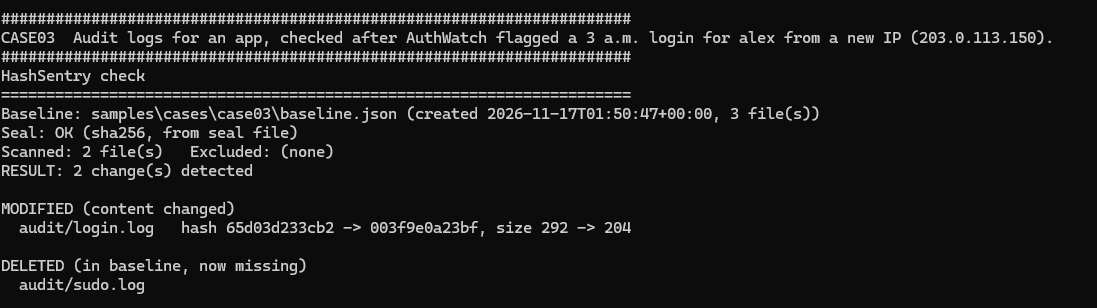 ######################################################################
CASE03  Audit logs for an app, checked after AuthWatch flagged a 3 a.m. login for alex from a new IP (203.0.113.150).
######################################################################
HashSentry check
======================================================================
Baseline: samples\cases\case03\baseline.json (created 2026-11-17T01:50:47+00:00, 3 file(s))
Seal: OK (sha256, from seal file)
Scanned: 2 file(s)   Excluded: (none)
RESULT: 2 change(s) detected

MODIFIED (content changed)
  audit/login.log   hash 65d03d233cb2 -> 003f9e0a23bf, size 292 -> 204

DELETED (in baseline, now missing)
  audit/sudo.log